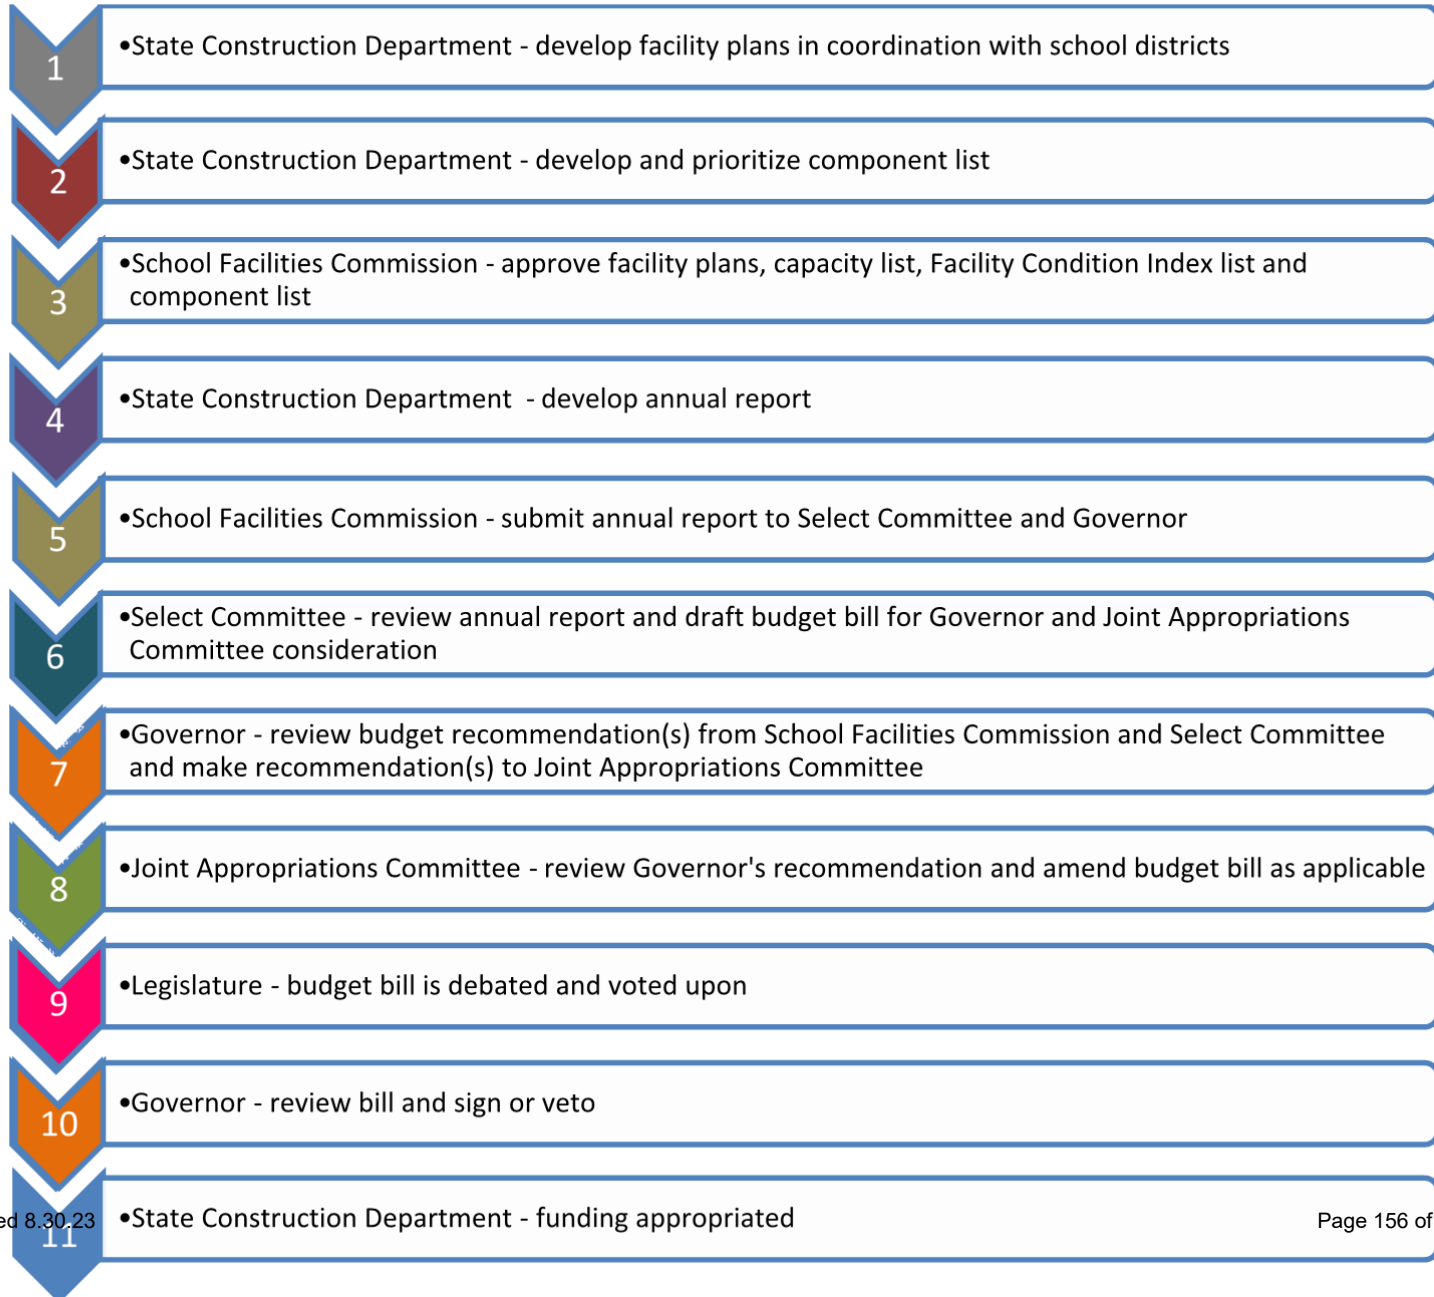 1
•State Construction Department - develop facility plans in coordination with school districts
2
•State Construction Department - develop and prioritize component list
3
•School Facilities Commission - approve facility plans, capacity list, Facility Condition Index list and
component list
4
•State Construction Department - develop annual report
5
•School Facilities Commission - submit annual report to Select Committee and Governor
6
•Select Committee - review annual report and draft budget bill for Governor and Joint Appropriations
Committee consideration
7
•Governor - review budget recommendation(s) from School Facilities Commission and Select Committee
and make recommendation(s) to Joint Appropriations Committee
8
•Joint Appropriations Committee - review Governor's recommendation and amend budget bill as applicable
9
•Legislature - budget bill is debated and voted upon
10
•Governor - review bill and sign or veto
11
•State Construction Department - funding appropriated
ed 8.30.23
Page 156 of